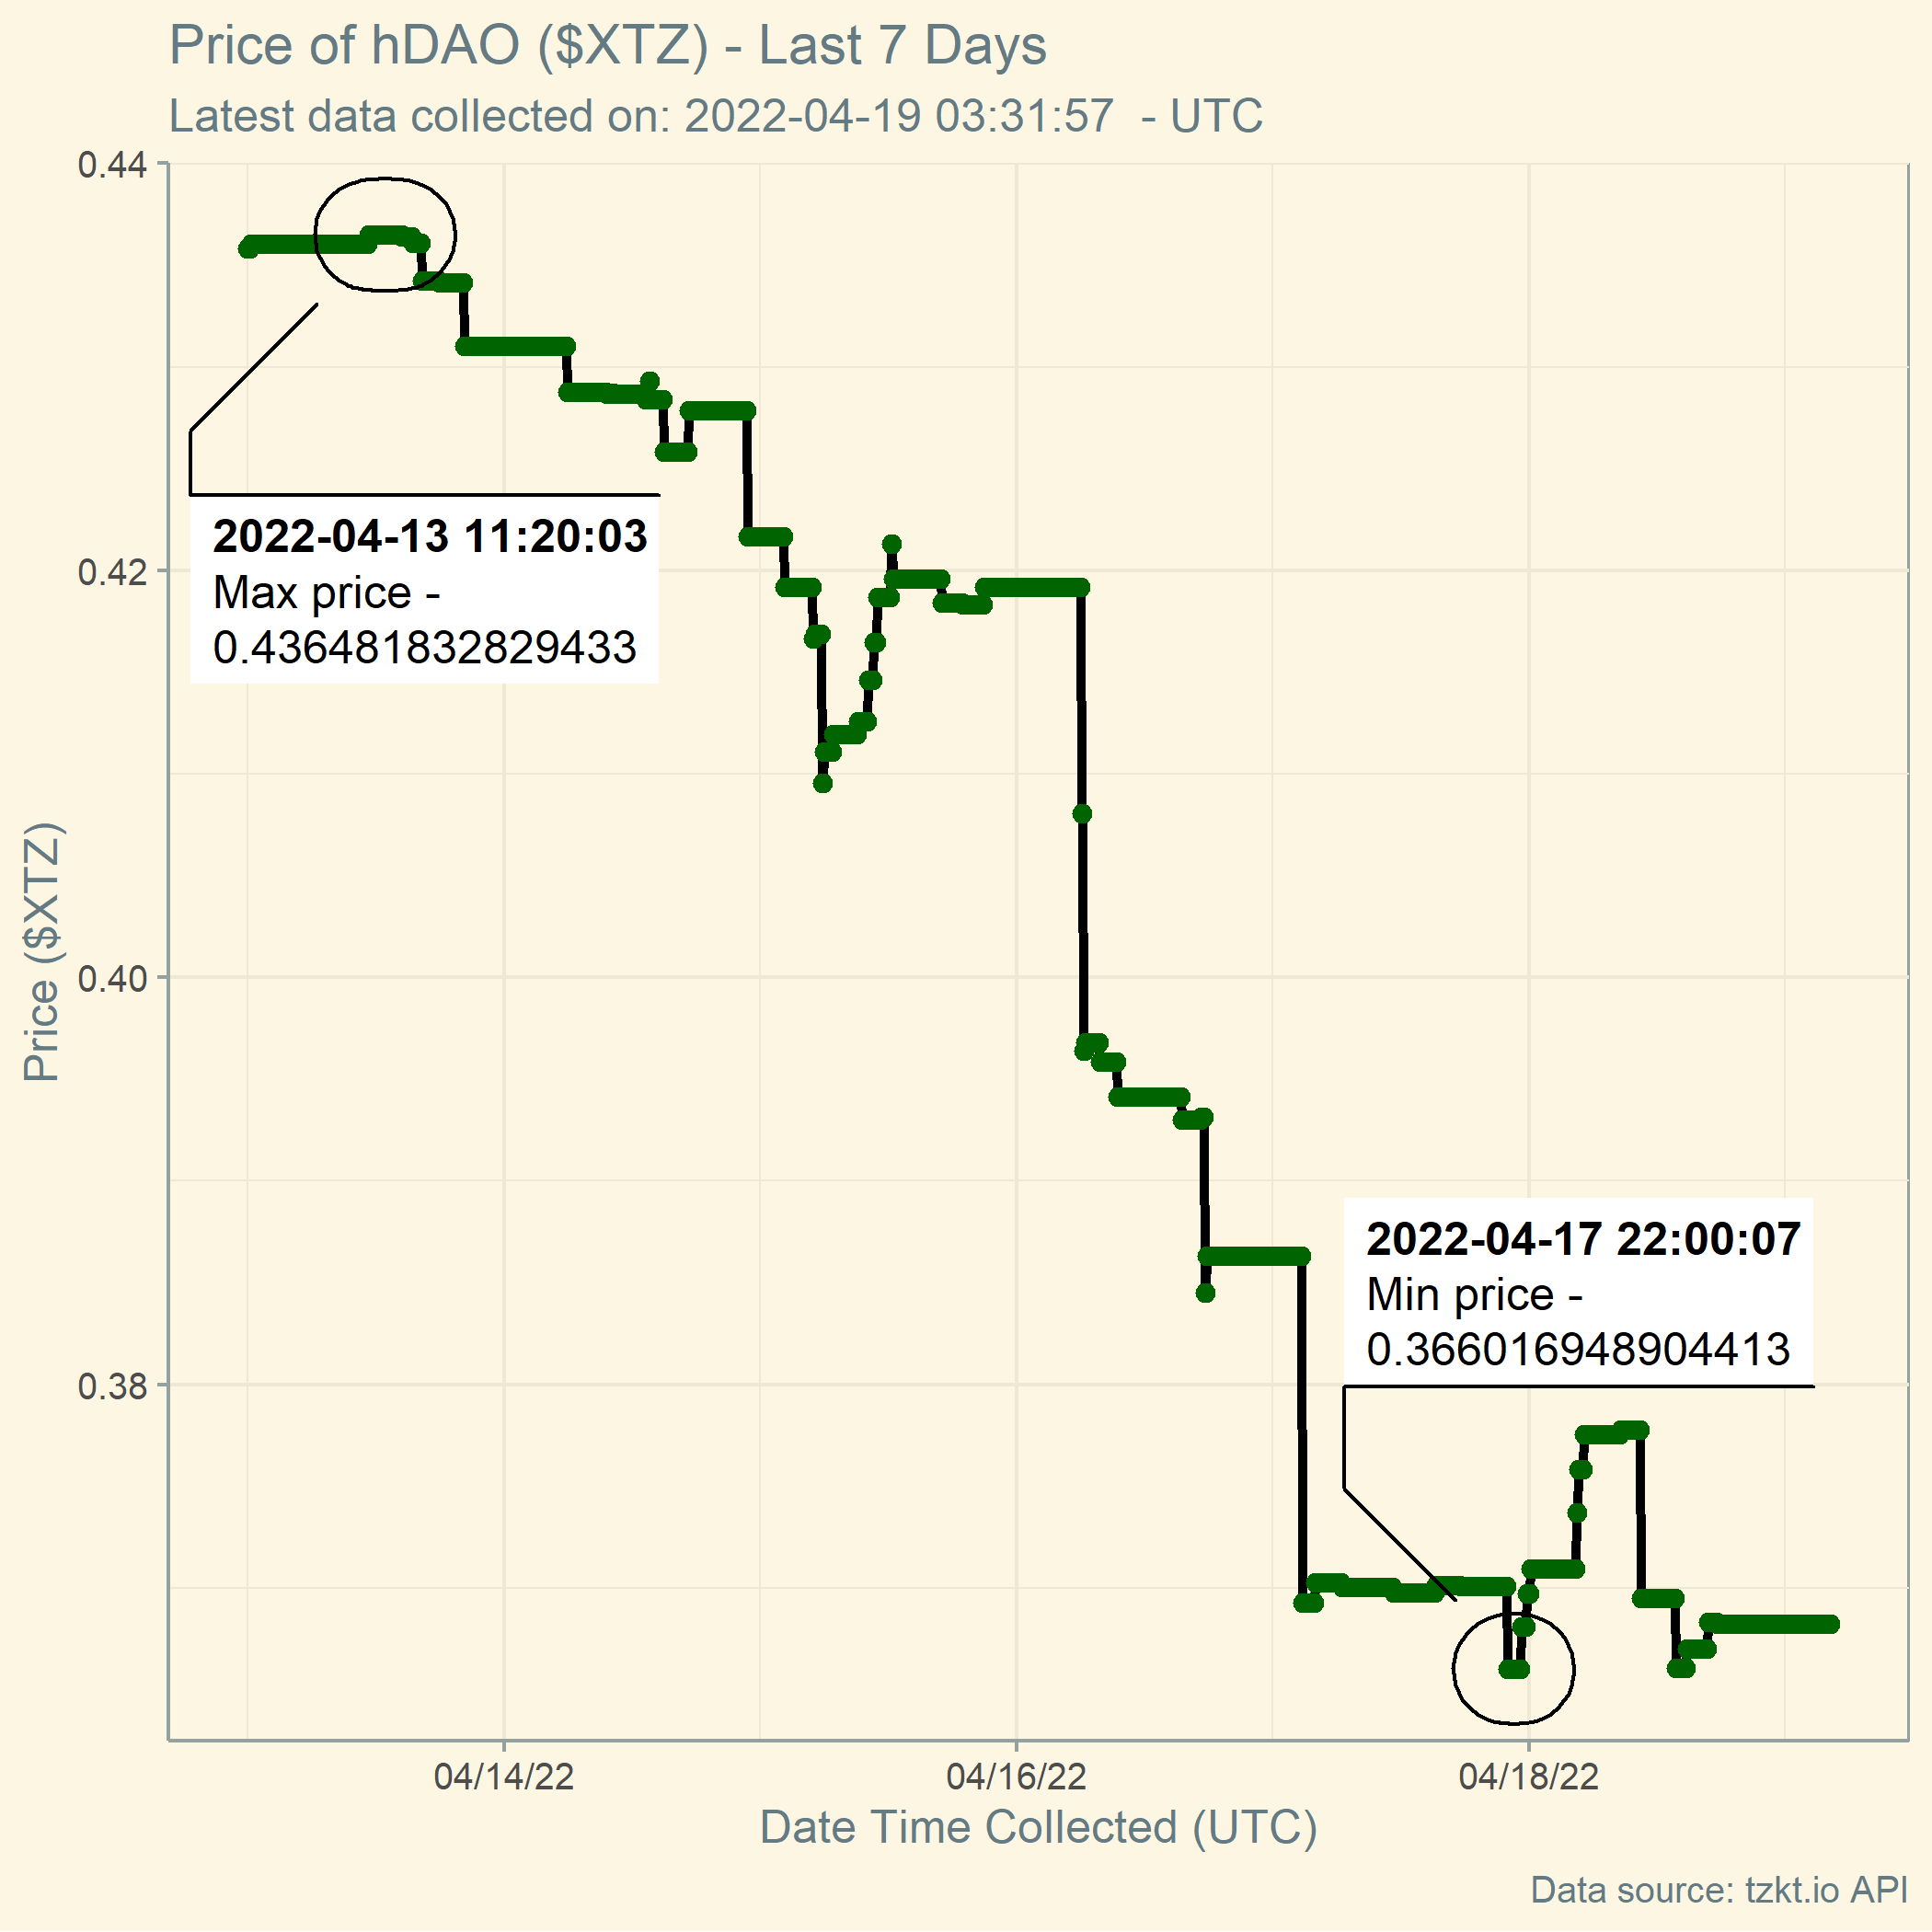 Price of hDAO ($XTZ) - Last 7 Days
Latest data collected on: 2022-04-19 03:31:57  - UTC
0.44
0.42
0.40
0.38
Price ($XTZ)
2022-04-13 11:20:03
Max price -
0.436481832829433
2022-04-17 22:00:07
Min price -
0.366016948904413
04/14/22
04/16/22
04/18/22
Date Time Collected (UTC)
Data source: tzkt.io API